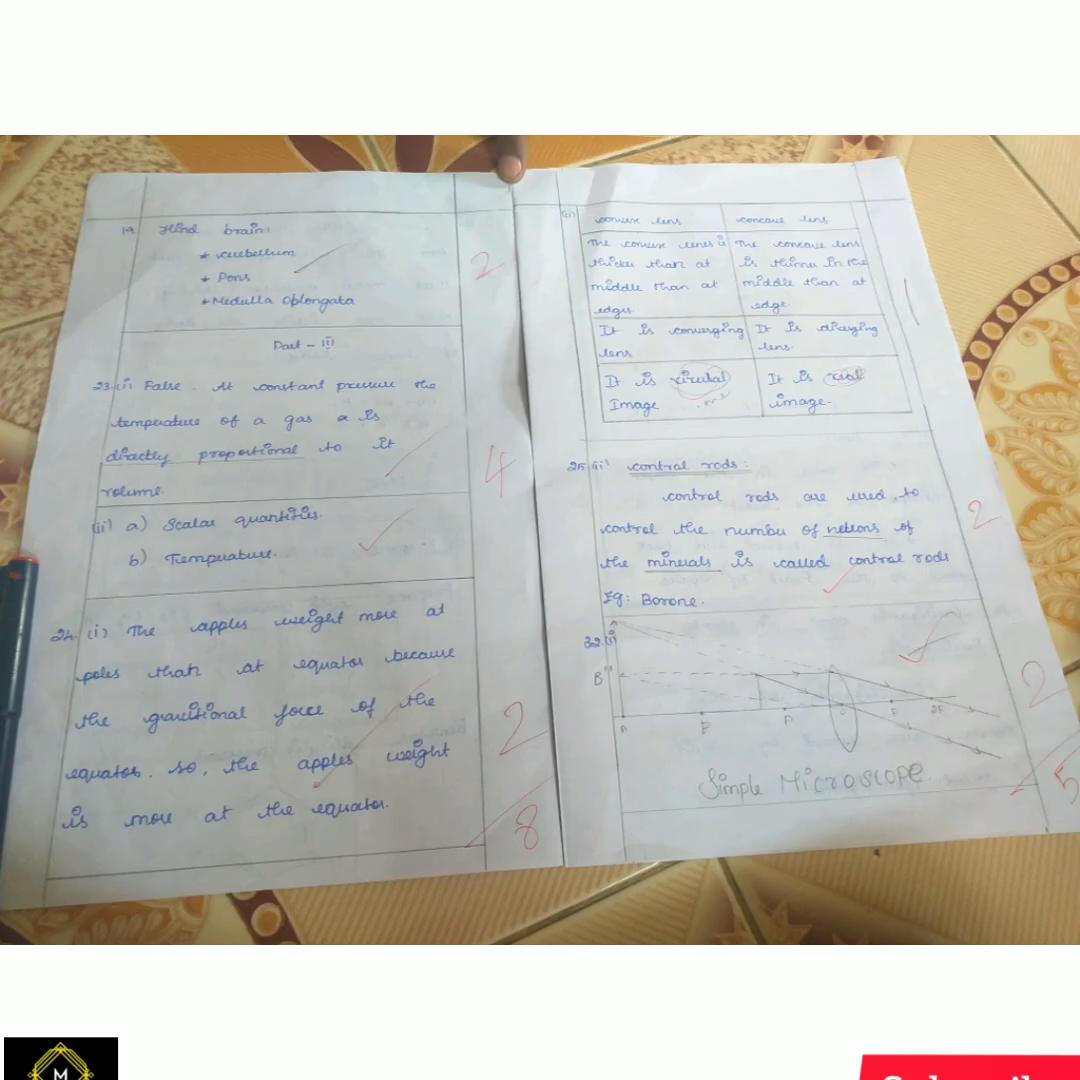 19. Hind brain:
* cerebellum
* Pons
* Medulla Oblongata
2
Part - III
23. (i) False. At constant pressure the
temperature of a gas is
directly proportional to it
volume.
4
(ii) a) Scalar quantities.
b) Temperature.
24. (i) The apples weight more at
poles than at equator because
the gravitional force of the
equator. so, the apples weight
is more at the equator.
2
8
(ii)
convex lens concave lens
The convex lenes is The concave lens
thicker than at is thinner in the
middle than at middle than at
edges edge.
It is converging It is diverging
lens lens.
It is virutal It is real
Image image.
1
25. (ii) control rods:
control rods are used to
control the number of netrons of
the minerals is called control rods
Eg: Borone.
2
32. (i)
B"
F F 2F
Simple Microscope.
2
5
M